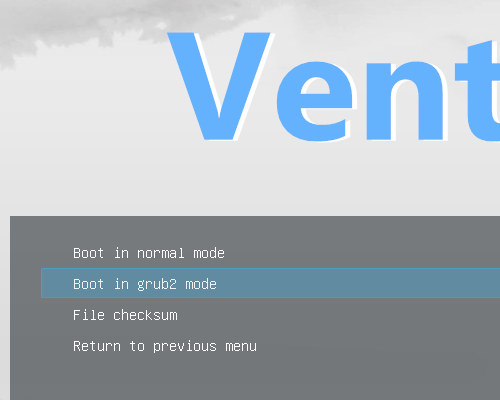 Vent
Boot in normal mode
Boot in grub2 mode
File checksum
Return to previous menu